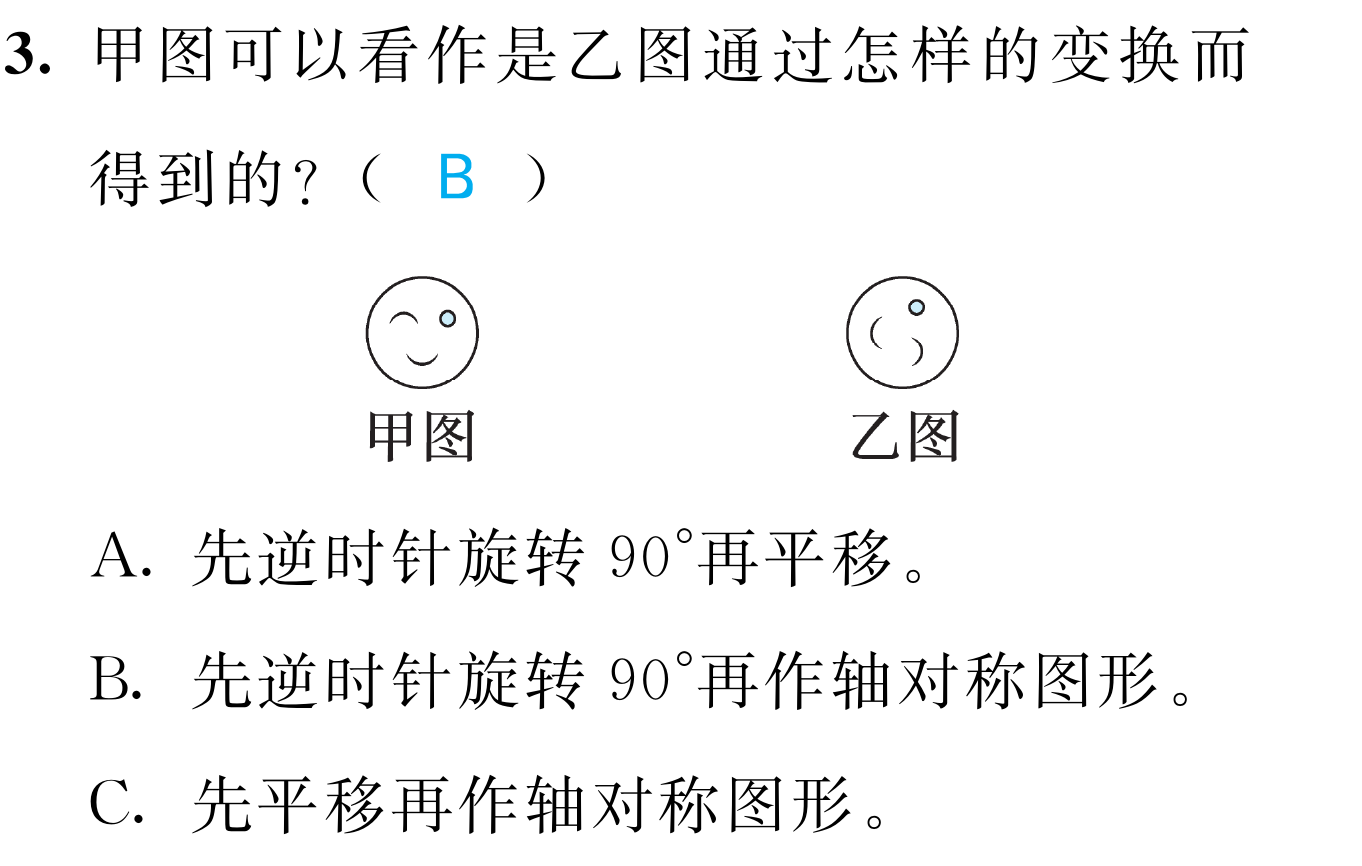 3. 甲图可以看作是乙图通过怎样的变换而
得到的?( B )
甲图 乙图
A. 先逆时针旋转 90°再平移。
B. 先逆时针旋转 90°再作轴对称图形。
C. 先平移再作轴对称图形。